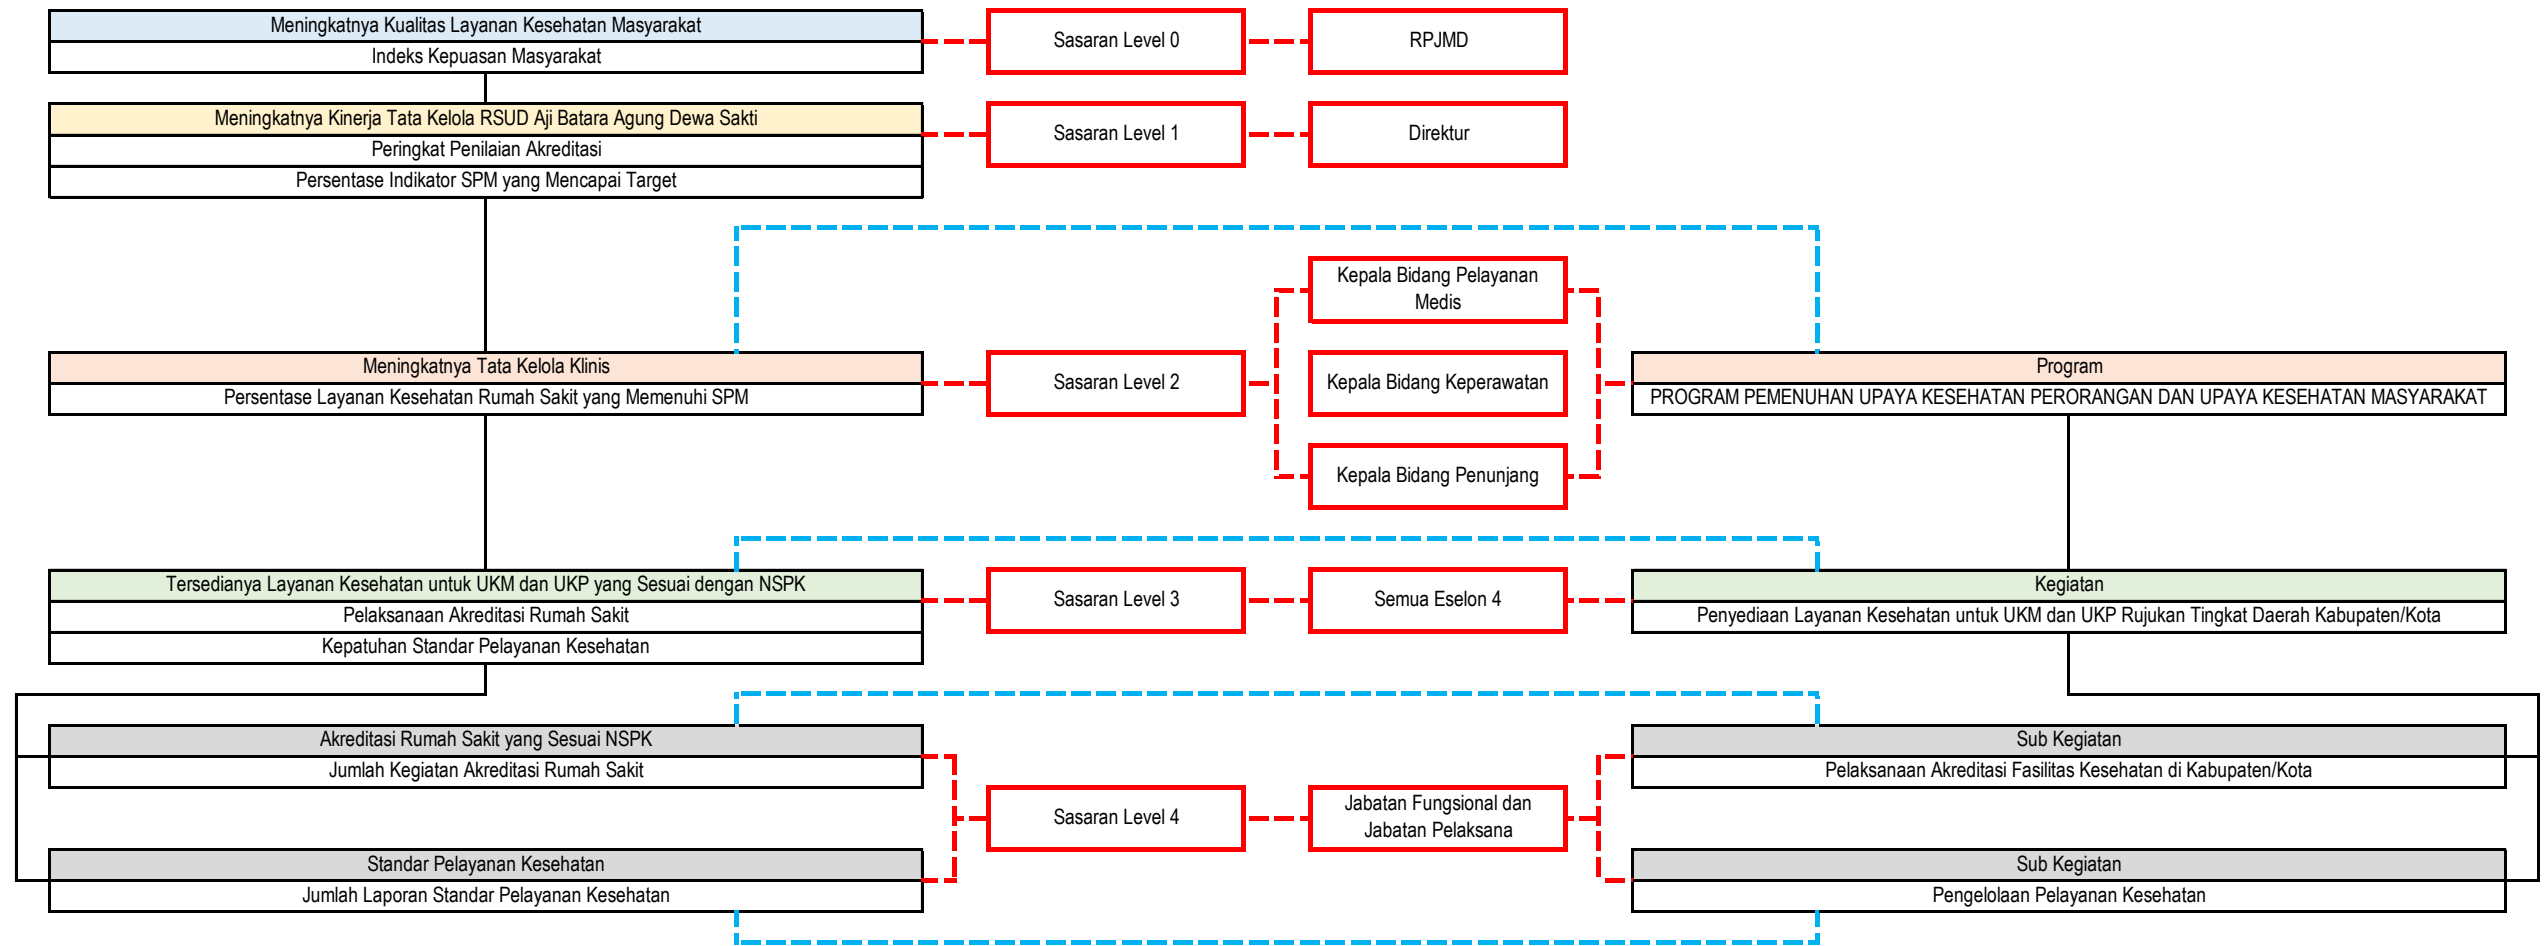 Meningkatnya Kualitas Layanan Kesehatan Masyarakat
Indeks Kepuasan Masyarakat
Sasaran Level 0
RPJMD
Meningkatnya Kinerja Tata Kelola RSUD Aji Batara Agung Dewa Sakti
Peringkat Penilaian Akreditasi
Persentase Indikator SPM yang Mencapai Target
Sasaran Level 1
Direktur
Kepala Bidang Pelayanan
Medis
Meningkatnya Tata Kelola Klinis
Persentase Layanan Kesehatan Rumah Sakit yang Memenuhi SPM
Sasaran Level 2
Kepala Bidang Keperawatan
Program
PROGRAM PEMENUHAN UPAYA KESEHATAN PERORANGAN DAN UPAYA KESEHATAN MASYARAKAT
Kepala Bidang Penunjang
Tersedianya Layanan Kesehatan untuk UKM dan UKP yang Sesuai dengan NSPK
Pelaksanaan Akreditasi Rumah Sakit
Kepatuhan Standar Pelayanan Kesehatan
Sasaran Level 3
Semua Eselon 4
Kegiatan
Penyediaan Layanan Kesehatan untuk UKM dan UKP Rujukan Tingkat Daerah Kabupaten/Kota
Akreditasi Rumah Sakit yang Sesuai NSPK
Jumlah Kegiatan Akreditasi Rumah Sakit
Sub Kegiatan
Pelaksanaan Akreditasi Fasilitas Kesehatan di Kabupaten/Kota
Sasaran Level 4
Jabatan Fungsional dan
Jabatan Pelaksana
Standar Pelayanan Kesehatan
Jumlah Laporan Standar Pelayanan Kesehatan
Sub Kegiatan
Pengelolaan Pelayanan Kesehatan